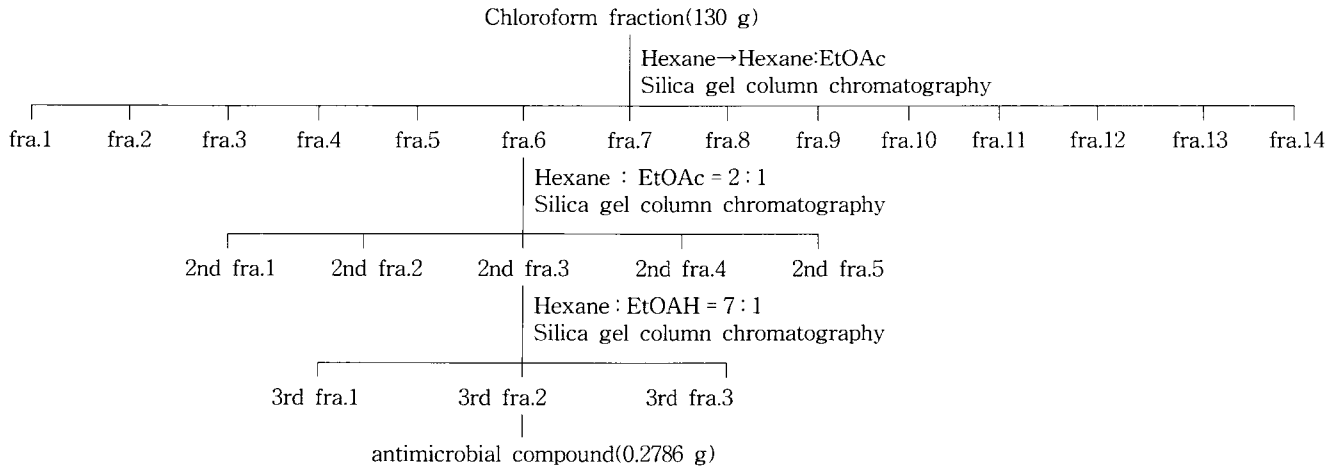 Chloroform fraction(130 g)
Hexane→Hexane:EtOAc
Silica gel column chromatography
fra.1 fra.2 fra.3 fra.4 fra.5 fra.6 fra.7 fra.8 fra.9 fra.10 fra.11 fra.12 fra.13 fra.14
Hexane : EtOAc = 2 : 1
Silica gel column chromatography
2nd fra.1 2nd fra.2 2nd fra.3 2nd fra.4 2nd fra.5
Hexane : EtOAH = 7 : 1
Silica gel column chromatography
3rd fra.1 3rd fra.2 3rd fra.3
antimicrobial compound(0.2786 g)